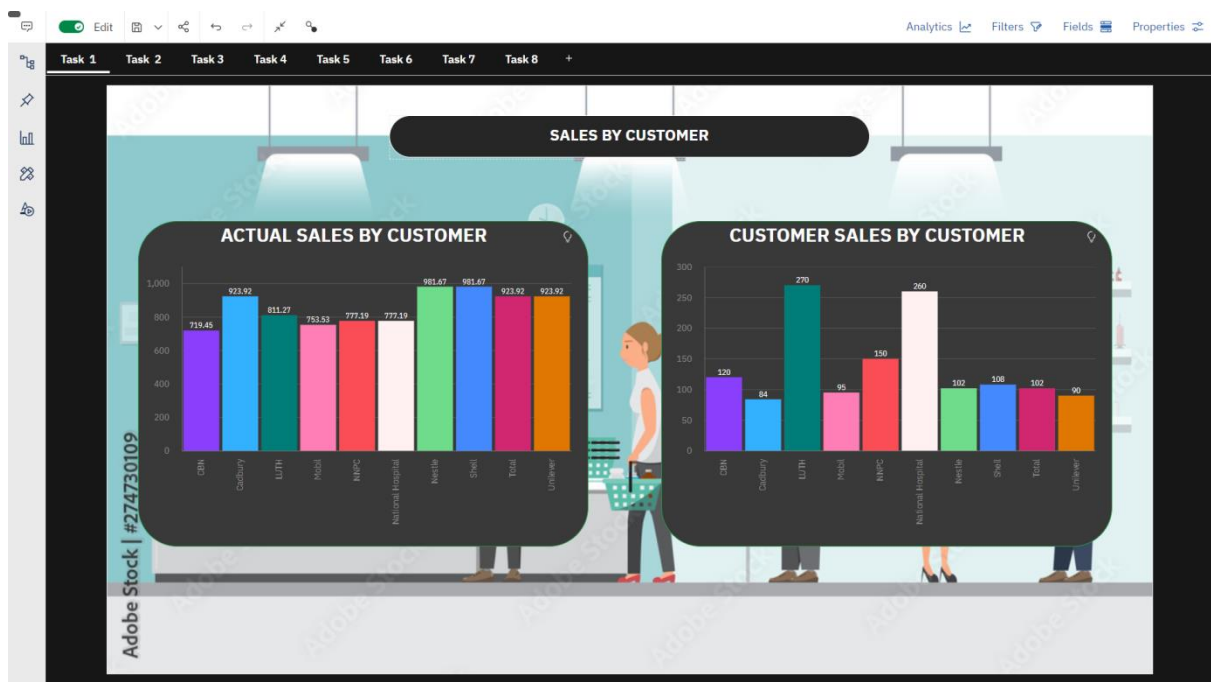 Edit
Analytics
Filters
Fields
Properties
Task 1
Task 2
Task 3
Task 4
Task 5
Task 6
Task 7
Task 8
+
SALES BY CUSTOMER
ACTUAL SALES BY CUSTOMER
1,000
800
600
400
200
0
719.45
923.92
811.27
753.53
777.19
777.19
981.67
981.67
923.92
923.92
CBN
Cadbury
LUTH
Mobil
NNPC
National Hospital
Nestle
Shell
Total
Unilever
CUSTOMER SALES BY CUSTOMER
300
250
200
150
100
50
0
120
84
270
95
150
260
102
108
102
90
CBN
Cadbury
LUTH
Mobil
NNPC
National Hospital
Nestle
Shell
Total
Unilever
Adobe Stock | #274730109
Adobe Stock